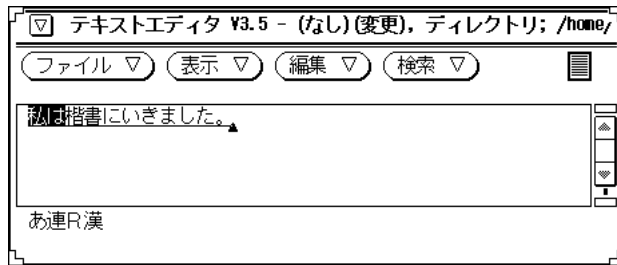 テキストエディタ V3.5 - (なし)(変更), ディレクトリ; /home/
ファイル ▽ 表示 ▽ 編集 ▽ 検索 ▽
私は楷書にいきました。
あ連R漢